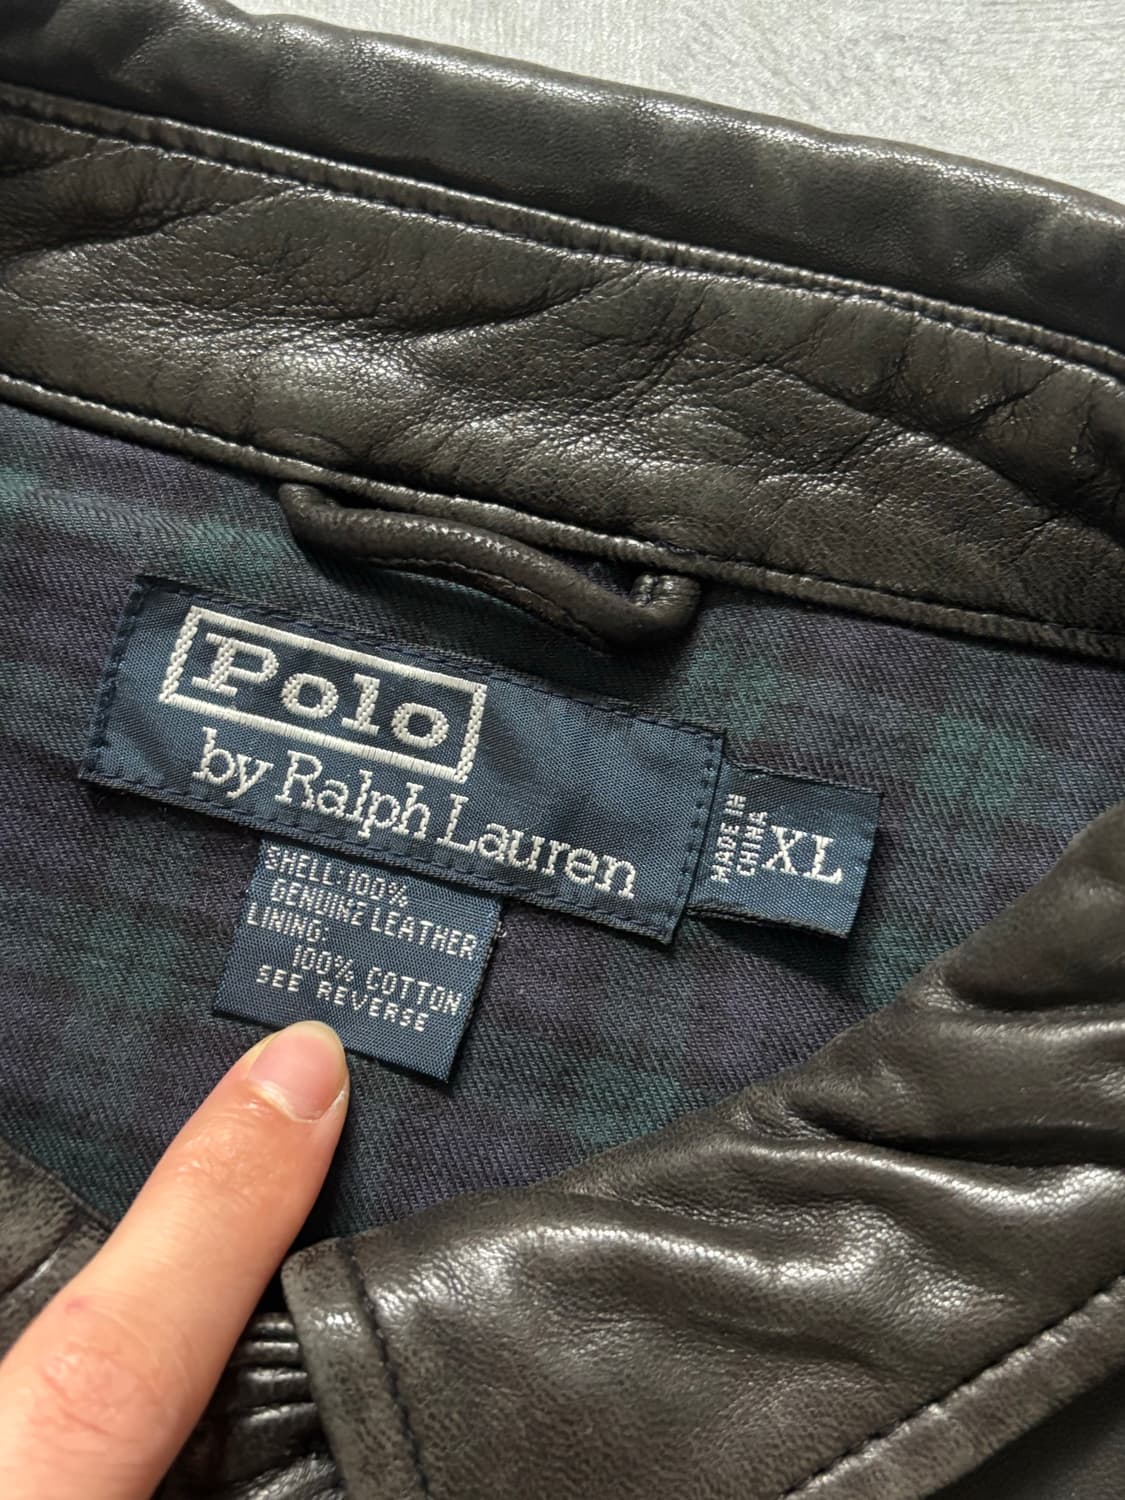 Polo
by Ralph Lauren
MADE IN
CHINA
XL
SHELL: 100%
GENUINE LEATHER
LINING:
100% COTTON
SEE REVERSE